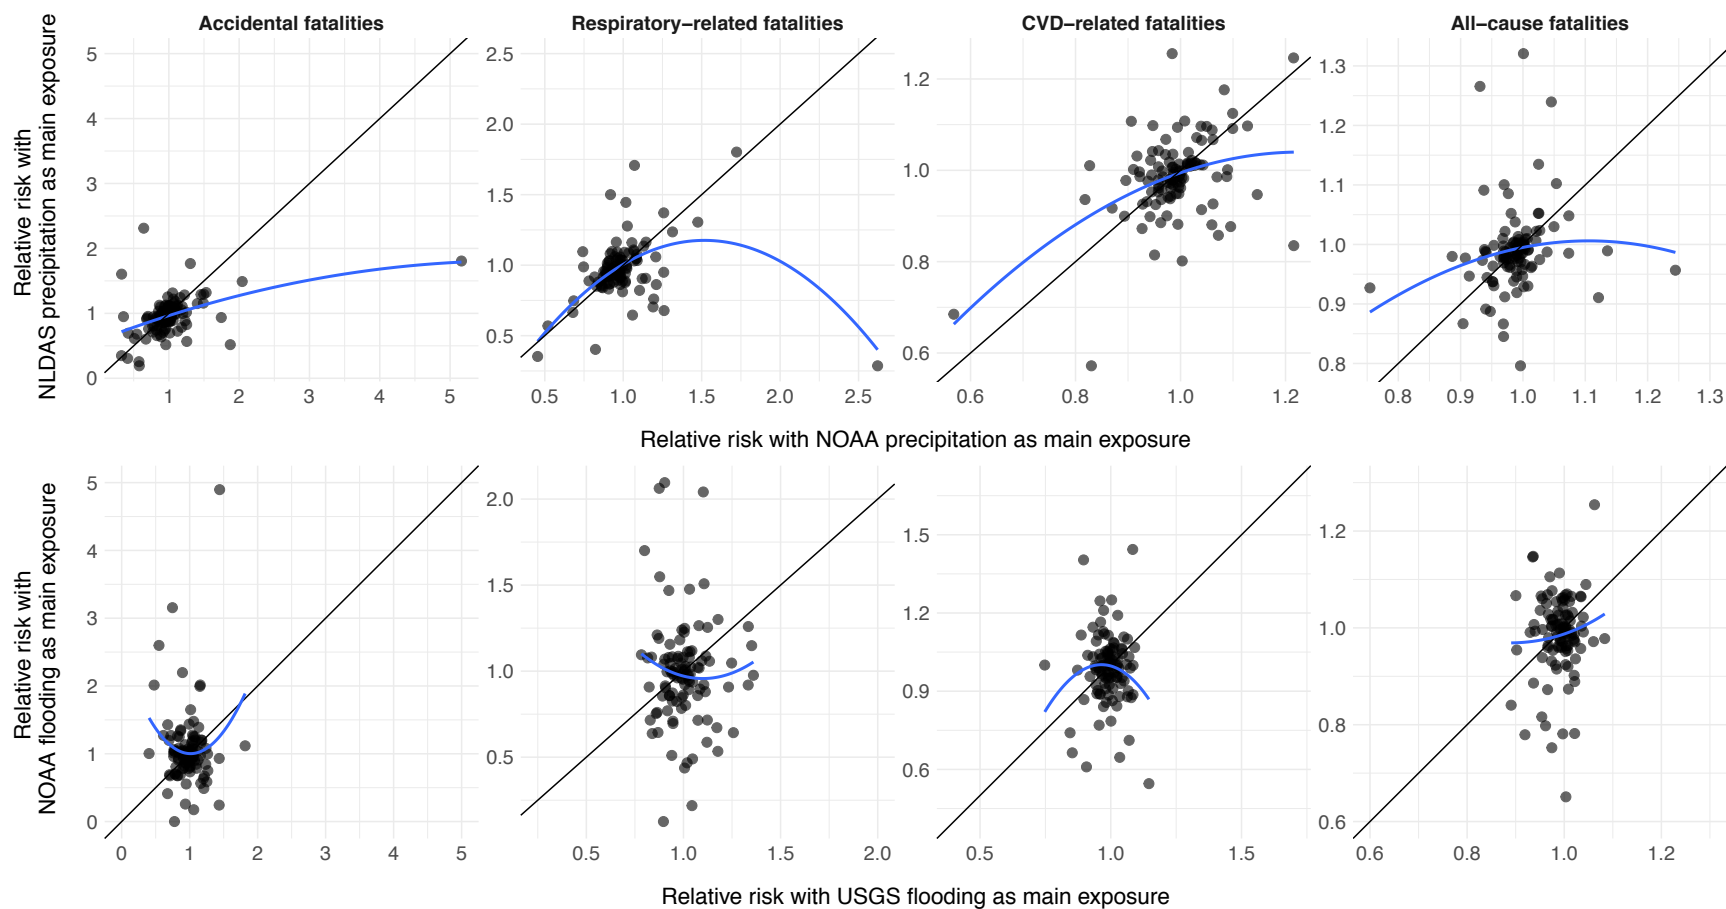 Accidental fatalities
Respiratory−related fatalities
CVD−related fatalities
All−cause fatalities
Relative risk with
NLDAS precipitation as main exposure
5
4
3
2
1
0
1 2 3 4 5
2.5
2.0
1.5
1.0
0.5
0.5 1.0 1.5 2.0 2.5
1.2
1.0
0.8
0.6
0.6 0.8 1.0 1.2
1.3
1.2
1.1
1.0
0.9
0.8
0.8 0.9 1.0 1.1 1.2 1.3
Relative risk with NOAA precipitation as main exposure
Relative risk with
NOAA flooding as main exposure
5
4
3
2
1
0
0 1 2 3 4 5
2.0
1.5
1.0
0.5
0.5 1.0 1.5 2.0
1.5
1.2
0.9
0.6
0.5 1.0 1.5
1.2
1.0
0.8
0.6
0.6 0.8 1.0 1.2
Relative risk with USGS flooding as main exposure